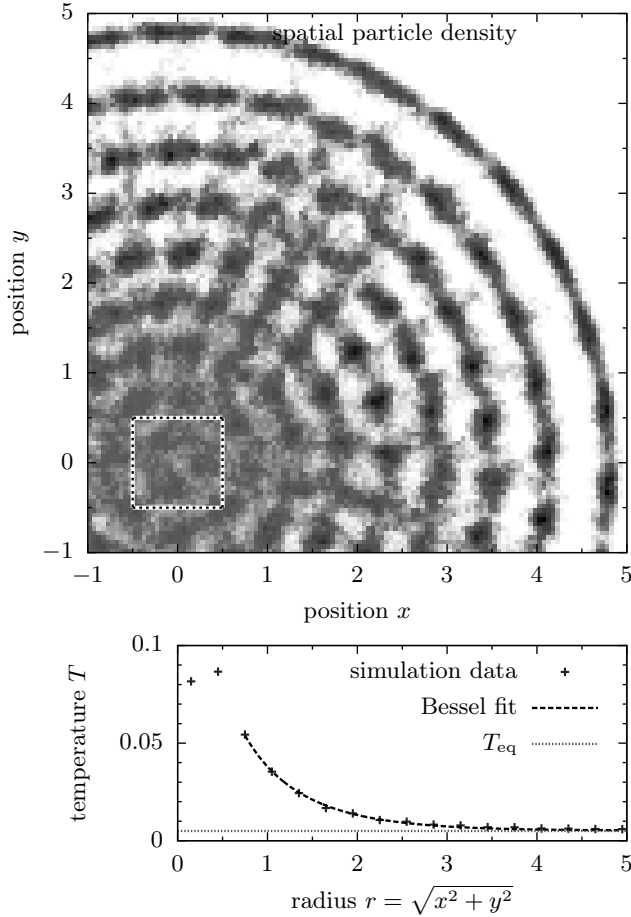 spatial particle density
5
4
3
2
1
0
−1
position y
−1 0 1 2 3 4 5
position x
0.1
0.05
0
temperature T
simulation data
Bessel fit
T_eq
0 1 2 3 4 5
radius r = √x² + y²